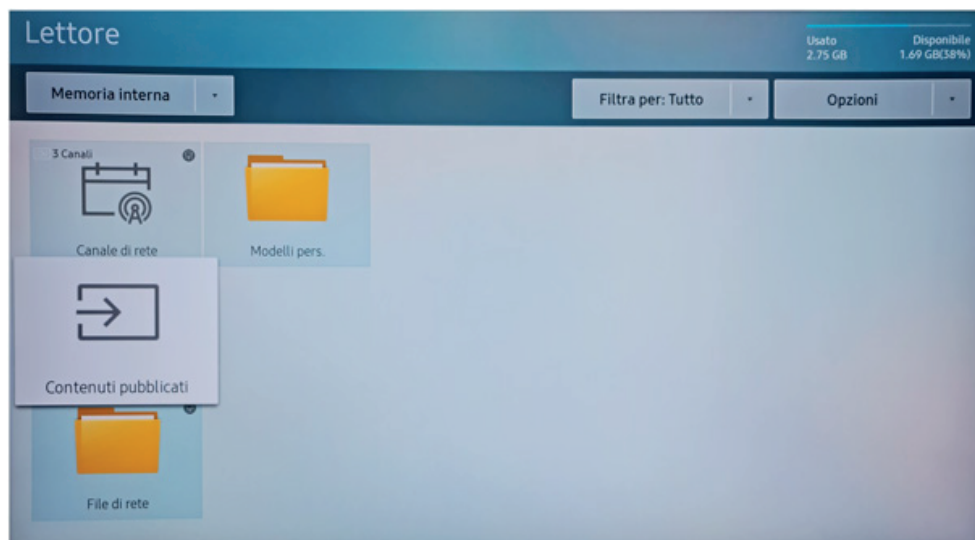 Lettore
Usato
2.75 GB
Disponibile
1.69 GB(38%)
Memoria interna
Filtra per: Tutto
Opzioni
3 Canali
Canale di rete
Modelli pers.
Contenuti pubblicati
File di rete